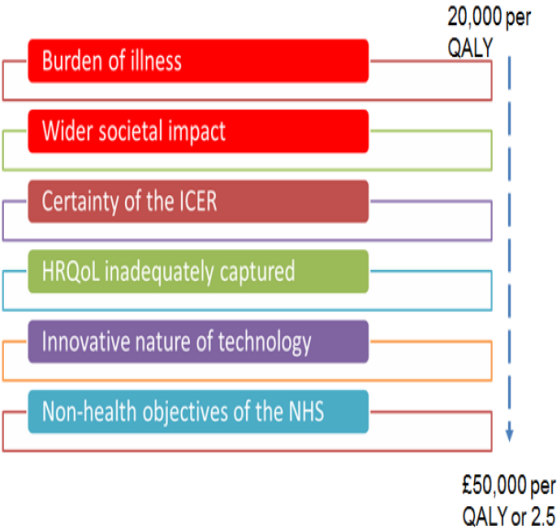 20,000 per
QALY
Burden of illness
Wider societal impact
Certainty of the ICER
HRQoL inadequately captured
Innovative nature of technology
Non-health objectives of the NHS
£50,000 per
QALY or 2.5